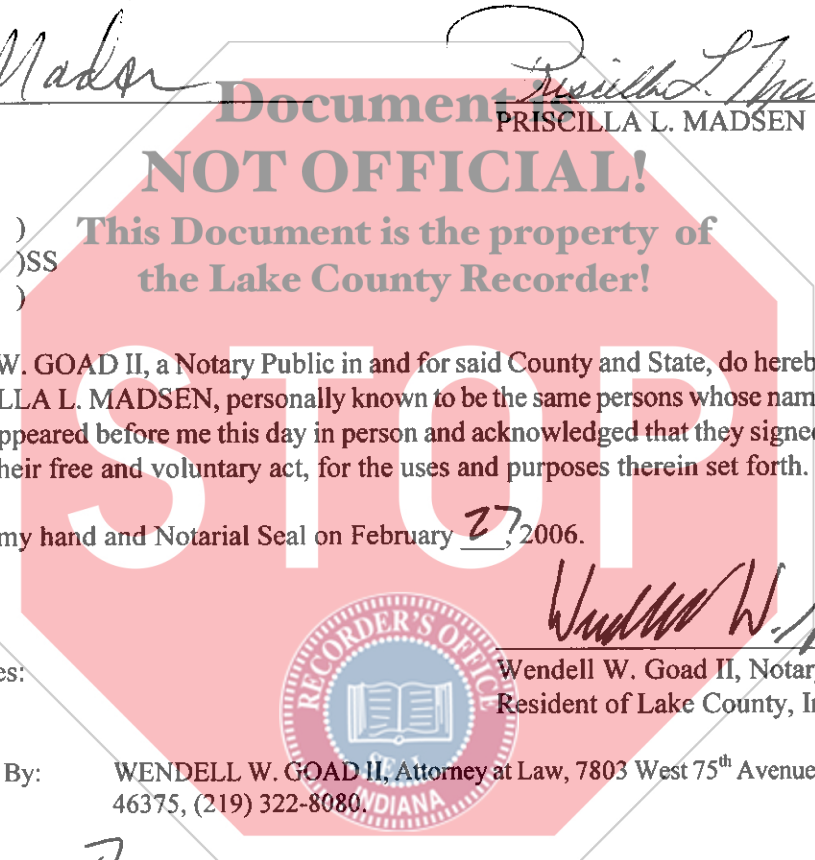 Madsen Priscilla L. Ma
PRISCILLA L. MADSEN
Document is
NOT OFFICIAL!
This Document is the property of
the Lake County Recorder!
)
)SS
)
STOP
W. GOAD II, a Notary Public in and for said County and State, do hereb
LLA L. MADSEN, personally known to be the same persons whose nam
ppeared before me this day in person and acknowledged that they signed
heir free and voluntary act, for the uses and purposes therein set forth.
my hand and Notarial Seal on February 27, 2006.
Wendell W.
es:
Wendell W. Goad II, Notar
Resident of Lake County, I
RECORDER'S OFFICE
SEAL
INDIANA
By: WENDELL W. GOAD II, Attorney at Law, 7803 West 75th Avenue
46375, (219) 322-8080.